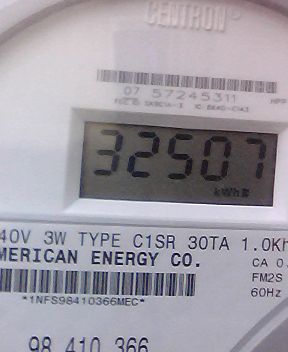 CENTRON®
07 57245311
32507
kWh
40V 3W TYPE C1SR 30TA 1.0Kh
MERICAN ENERGY CO.
CA 0.
FM2S
60Hz
*1NFS98410366MEC*
98 410 366